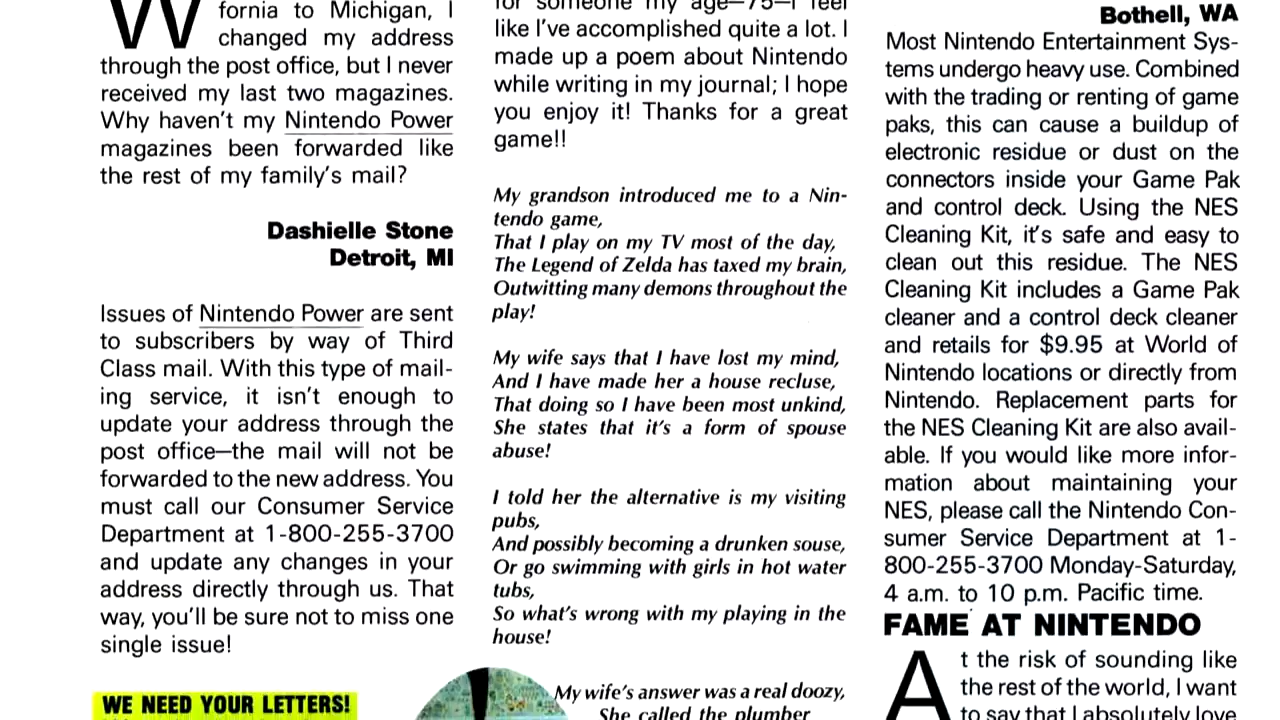 W
fornia to Michigan, I
changed my address
through the post office, but I never
received my last two magazines.
Why haven't my Nintendo Power
magazines been forwarded like
the rest of my family's mail?
Dashielle Stone
Detroit, MI
Issues of Nintendo Power are sent
to subscribers by way of Third
Class mail. With this type of mail-
ing service, it isn't enough to
update your address through the
post office—the mail will not be
forwarded to the new address. You
must call our Consumer Service
Department at 1-800-255-3700
and update any changes in your
address directly through us. That
way, you'll be sure not to miss one
single issue!
WE NEED YOUR LETTERS!
for someone my age—75—I feel
like I've accomplished quite a lot. I
made up a poem about Nintendo
while writing in my journal; I hope
you enjoy it! Thanks for a great
game!!
My grandson introduced me to a Nin-
tendo game,
That I play on my TV most of the day,
The Legend of Zelda has taxed my brain,
Outwitting many demons throughout the
play!
My wife says that I have lost my mind,
And I have made her a house recluse,
That doing so I have been most unkind,
She states that it's a form of spouse
abuse!
I told her the alternative is my visiting
pubs,
And possibly becoming a drunken souse,
Or go swimming with girls in hot water
tubs,
So what's wrong with my playing in the
house!
My wife's answer was a real doozy,
She called the plumber
Bothell, WA
Most Nintendo Entertainment Sys-
tems undergo heavy use. Combined
with the trading or renting of game
paks, this can cause a buildup of
electronic residue or dust on the
connectors inside your Game Pak
and control deck. Using the NES
Cleaning Kit, it's safe and easy to
clean out this residue. The NES
Cleaning Kit includes a Game Pak
cleaner and a control deck cleaner
and retails for $9.95 at World of
Nintendo locations or directly from
Nintendo. Replacement parts for
the NES Cleaning Kit are also avail-
able. If you would like more infor-
mation about maintaining your
NES, please call the Nintendo Con-
sumer Service Department at 1-
800-255-3700 Monday-Saturday,
4 a.m. to 10 p.m. Pacific time.
FAME AT NINTENDO
At the risk of sounding like
the rest of the world, I want
to say that I absolutely love